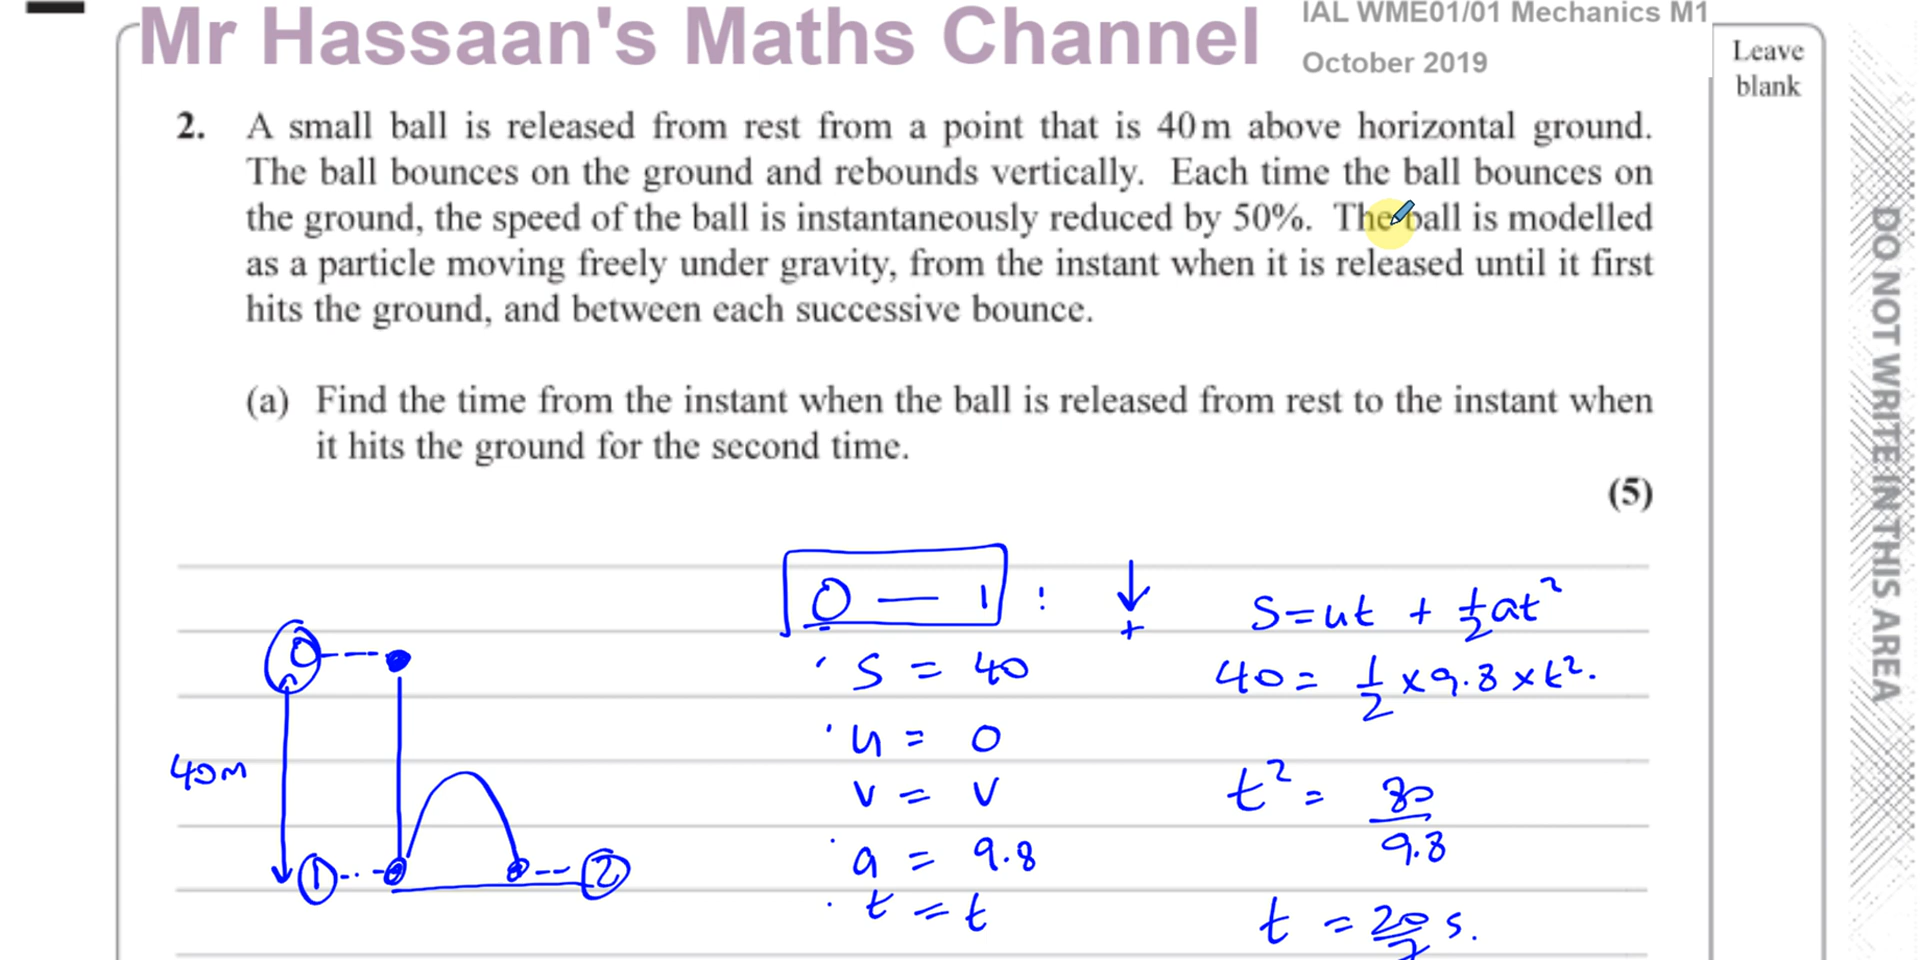 Mr Hassaan's Maths Channel
IAL WME01/01 Mechanics M1
October 2019
Leave
blank
2. A small ball is released from rest from a point that is 40 m above horizontal ground.
The ball bounces on the ground and rebounds vertically. Each time the ball bounces on
the ground, the speed of the ball is instantaneously reduced by 50%. The ball is modelled
as a particle moving freely under gravity, from the instant when it is released until it first
hits the ground, and between each successive bounce.
(a) Find the time from the instant when the ball is released from rest to the instant when
it hits the ground for the second time.
(5)
0 — 1 :
+
S = ut + ½at²
0
S = 40
40 = ½ × 9.8 × t².
u = 0
40m
v = v
t² = 80/9.8
a = 9.8
1
2
t = t
t = 20/7 s.
DO NOT WRITE IN THIS AREA